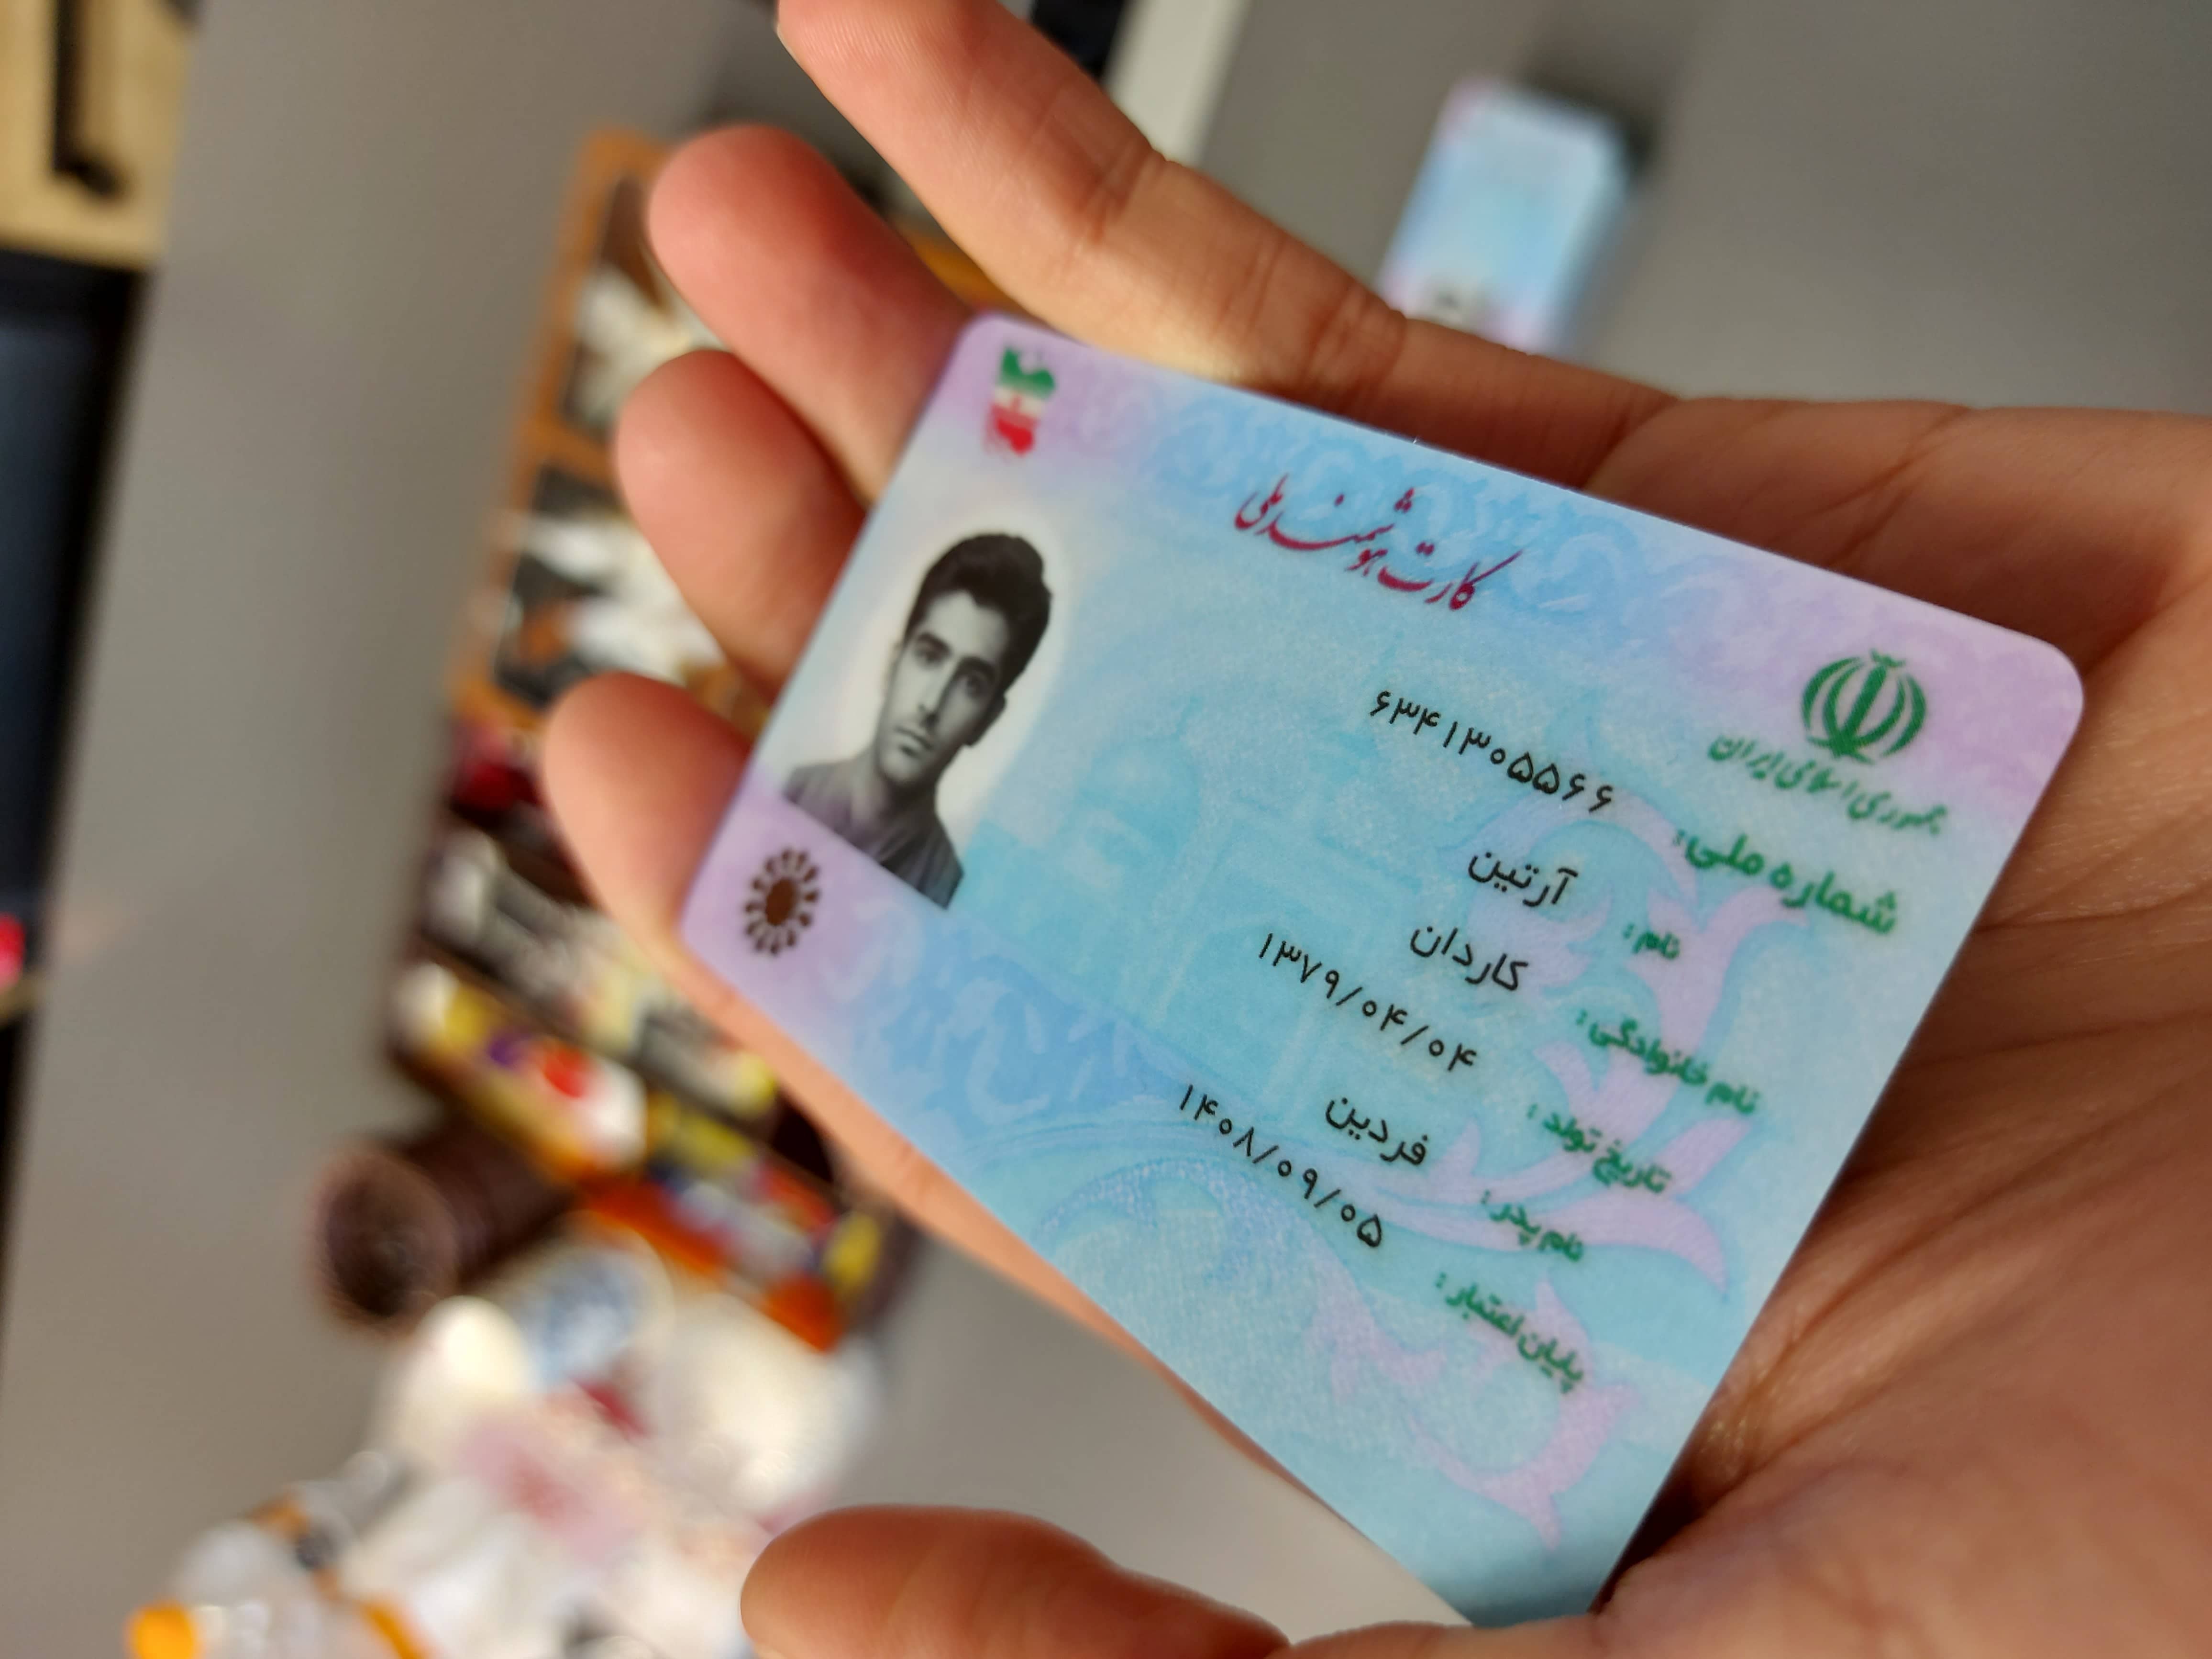 کارت هوشمند ملی
جمهوری اسلامی ایران
شماره ملی: ۶۳۴۱۳۰۵۵۶۶
نام: آرتین
نام خانوادگی: کاردان
تاریخ تولد: ۱۳۷۹/۰۴/۰۴
نام پدر: فردین
پایان اعتبار: ۱۴۰۸/۰۹/۰۵